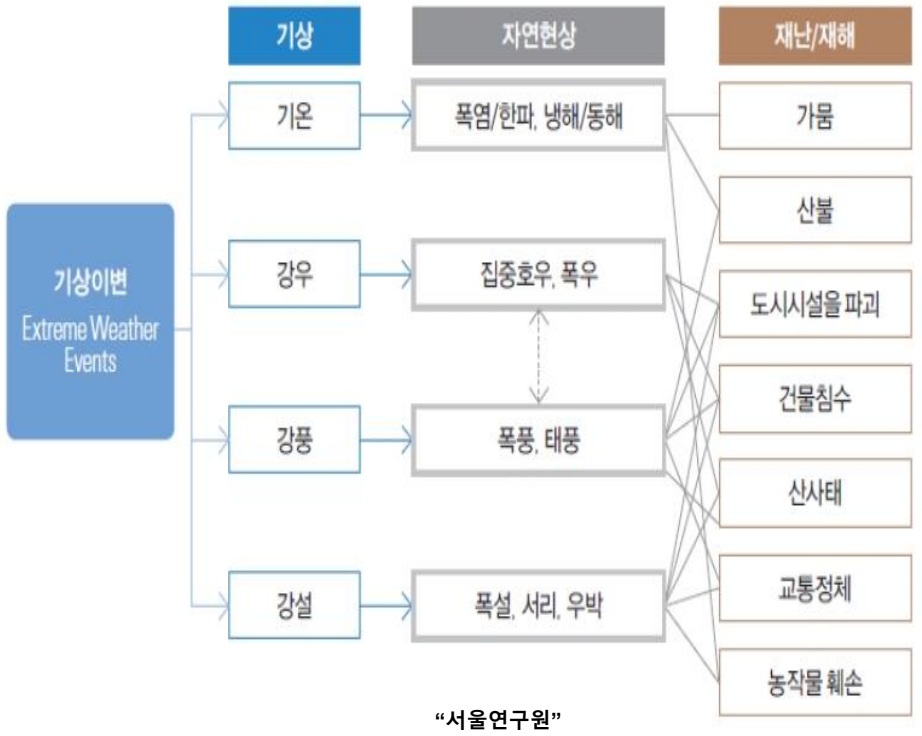 기상
자연현상
재난/재해
기상이변
Extreme Weather
Events
기온
폭염/한파, 냉해/동해
강우
집중호우, 폭우
강풍
폭풍, 태풍
강설
폭설, 서리, 우박
가뭄
산불
도시시설을 파괴
건물침수
산사태
교통정체
농작물 훼손
“서울연구원”